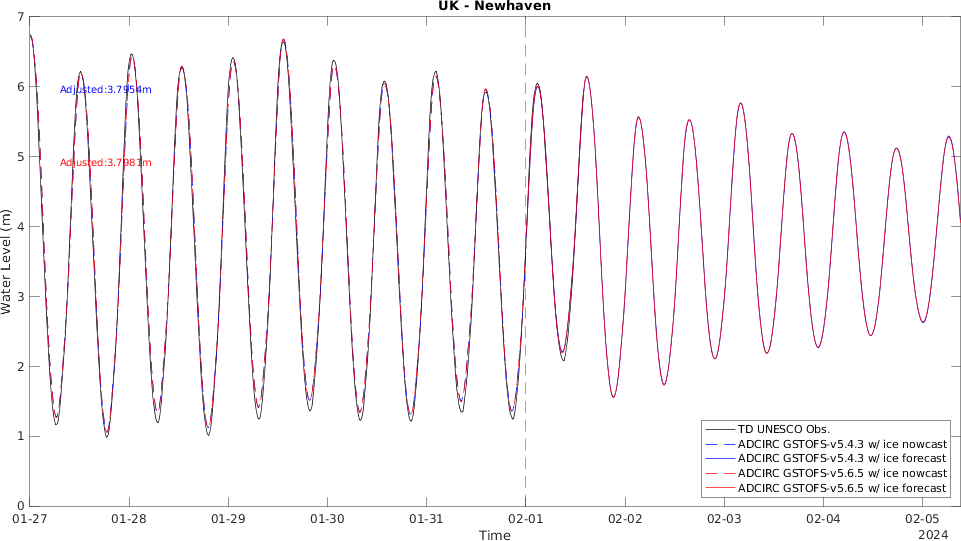 UK - Newhaven
7
6
5
4
3
2
1
0
Water Level (m)
Adjusted:3.7954m
Adjusted:3.7981m
TD UNESCO Obs.
ADCIRC GSTOFS-v5.4.3 w/ ice nowcast
ADCIRC GSTOFS-v5.4.3 w/ ice forecast
ADCIRC GSTOFS-v5.6.5 w/ ice nowcast
ADCIRC GSTOFS-v5.6.5 w/ ice forecast
01-27 01-28 01-29 01-30 01-31 02-01 02-02 02-03 02-04 02-05
Time
2024